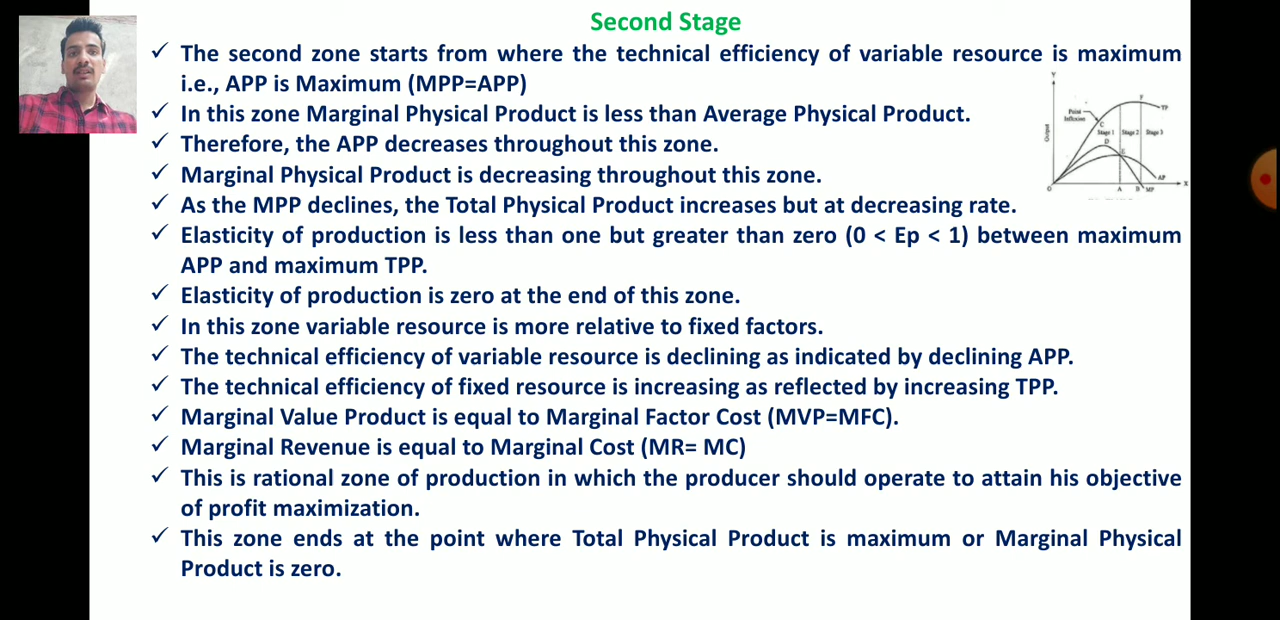 Second Stage
✓ The second zone starts from where the technical efficiency of variable resource is maximum
i.e., APP is Maximum (MPP=APP)
✓ In this zone Marginal Physical Product is less than Average Physical Product.
✓ Therefore, the APP decreases throughout this zone.
✓ Marginal Physical Product is decreasing throughout this zone.
✓ As the MPP declines, the Total Physical Product increases but at decreasing rate.
✓ Elasticity of production is less than one but greater than zero (0 < Ep < 1) between maximum
APP and maximum TPP.
✓ Elasticity of production is zero at the end of this zone.
✓ In this zone variable resource is more relative to fixed factors.
✓ The technical efficiency of variable resource is declining as indicated by declining APP.
✓ The technical efficiency of fixed resource is increasing as reflected by increasing TPP.
✓ Marginal Value Product is equal to Marginal Factor Cost (MVP=MFC).
✓ Marginal Revenue is equal to Marginal Cost (MR= MC)
✓ This is rational zone of production in which the producer should operate to attain his objective
of profit maximization.
✓ This zone ends at the point where Total Physical Product is maximum or Marginal Physical
Product is zero.
Y
F
TP
Point
Inflexion
C
Output
Stage 1 Stage 2 Stage 3
D
E
AP
O A B MP X